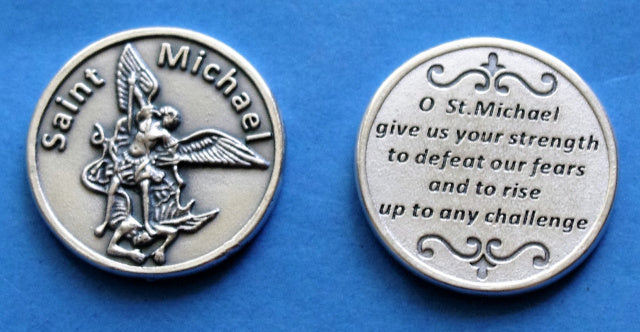 Saint Michael
O St.Michael
give us your strength
to defeat our fears
and to rise
up to any challenge